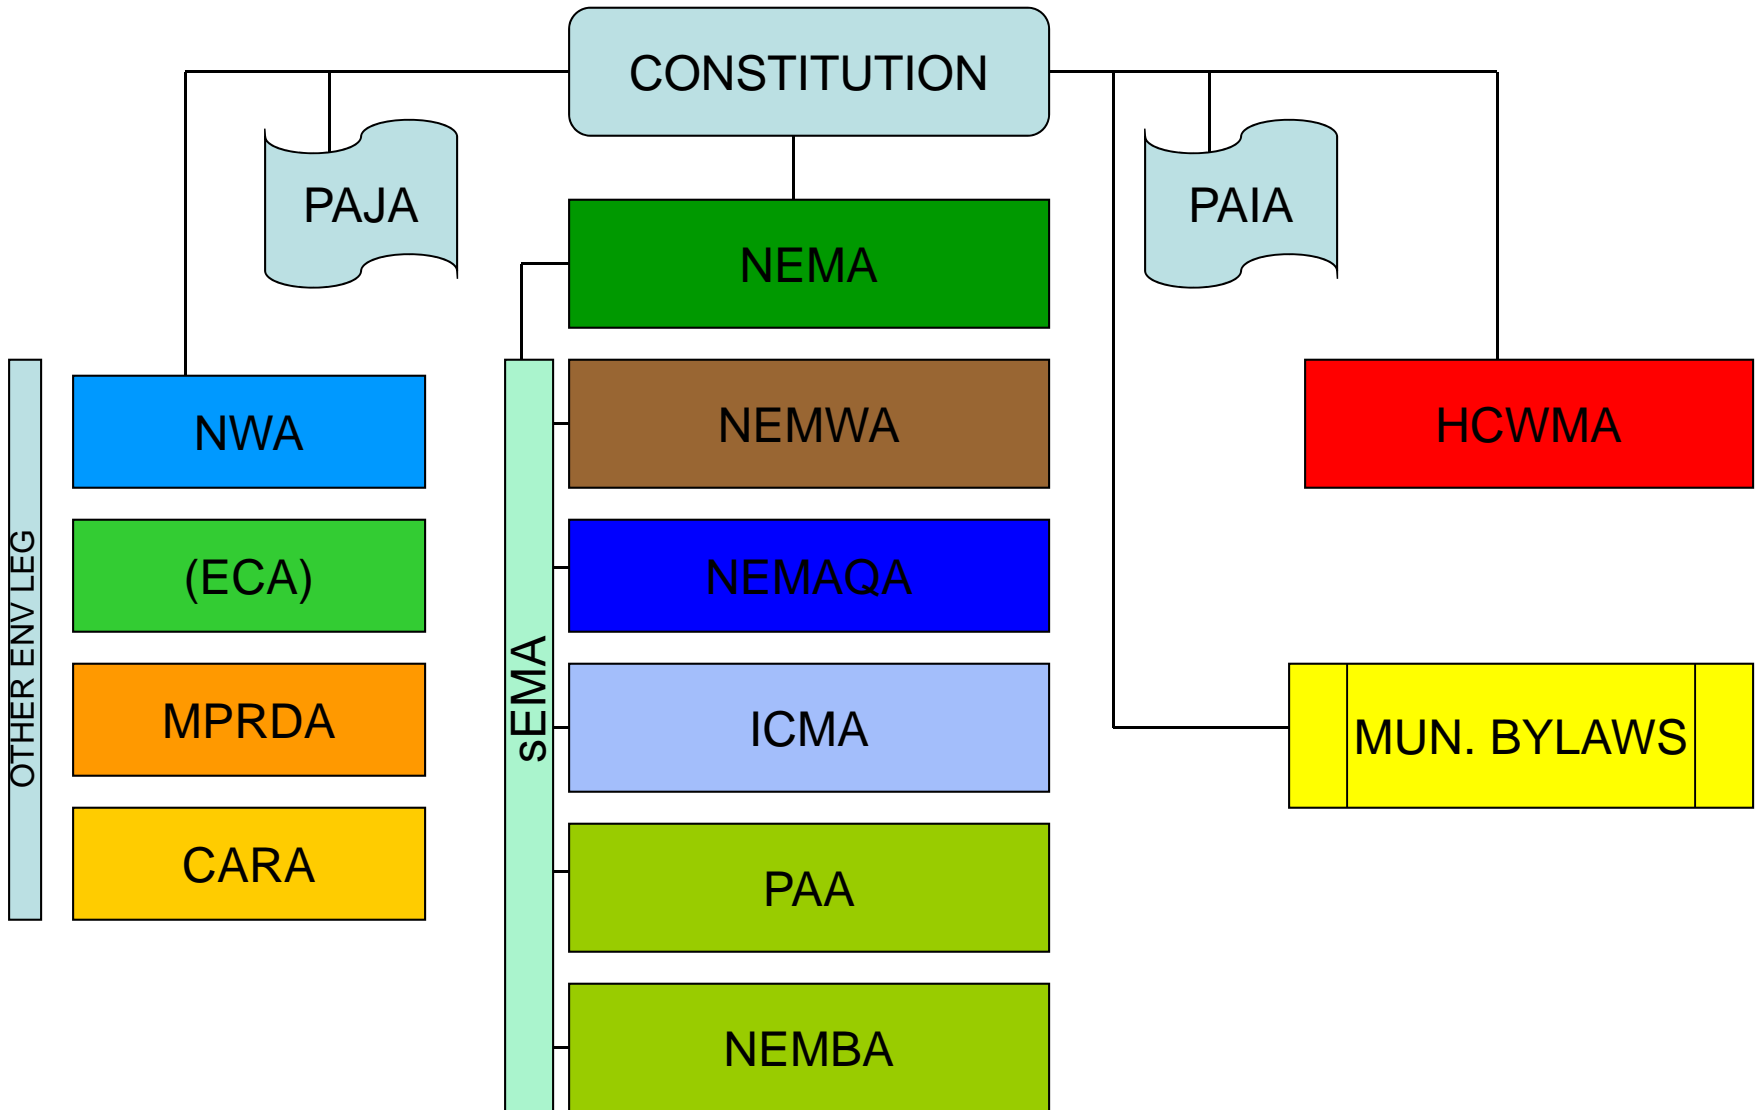 CONSTITUTION
PAJA
PAIA
NEMA
OTHER ENV LEG
NWA
(ECA)
MPRDA
CARA
sEMA
NEMWA
NEMAQA
ICMA
PAA
NEMBA
HCWMA
MUN. BYLAWS